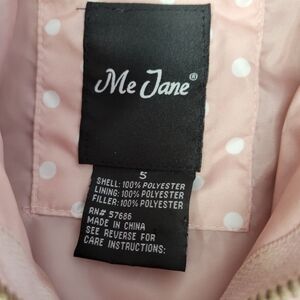 Me Jane®
5
SHELL: 100% POLYESTER
LINING: 100% POLYESTER
FILLER: 100% POLYESTER
RN# 57686
MADE IN CHINA
SEE REVERSE FOR
CARE INSTRUCTIONS: